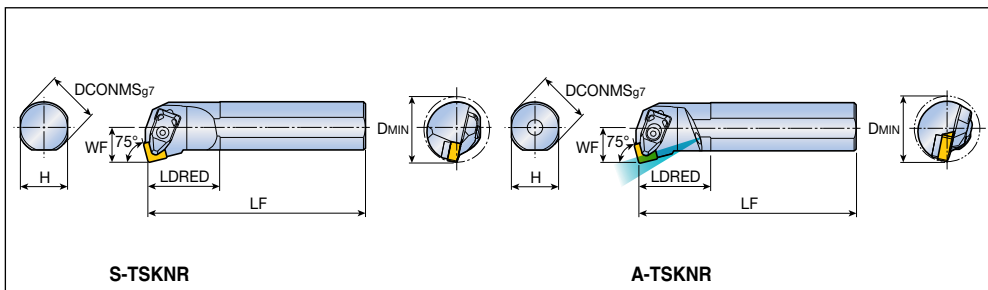 DCONMSg7
WF
75°
H
LDRED
LF
DMIN
S-TSKNR
DCONMSg7
WF
75°
H
LDRED
LF
DMIN
A-TSKNR